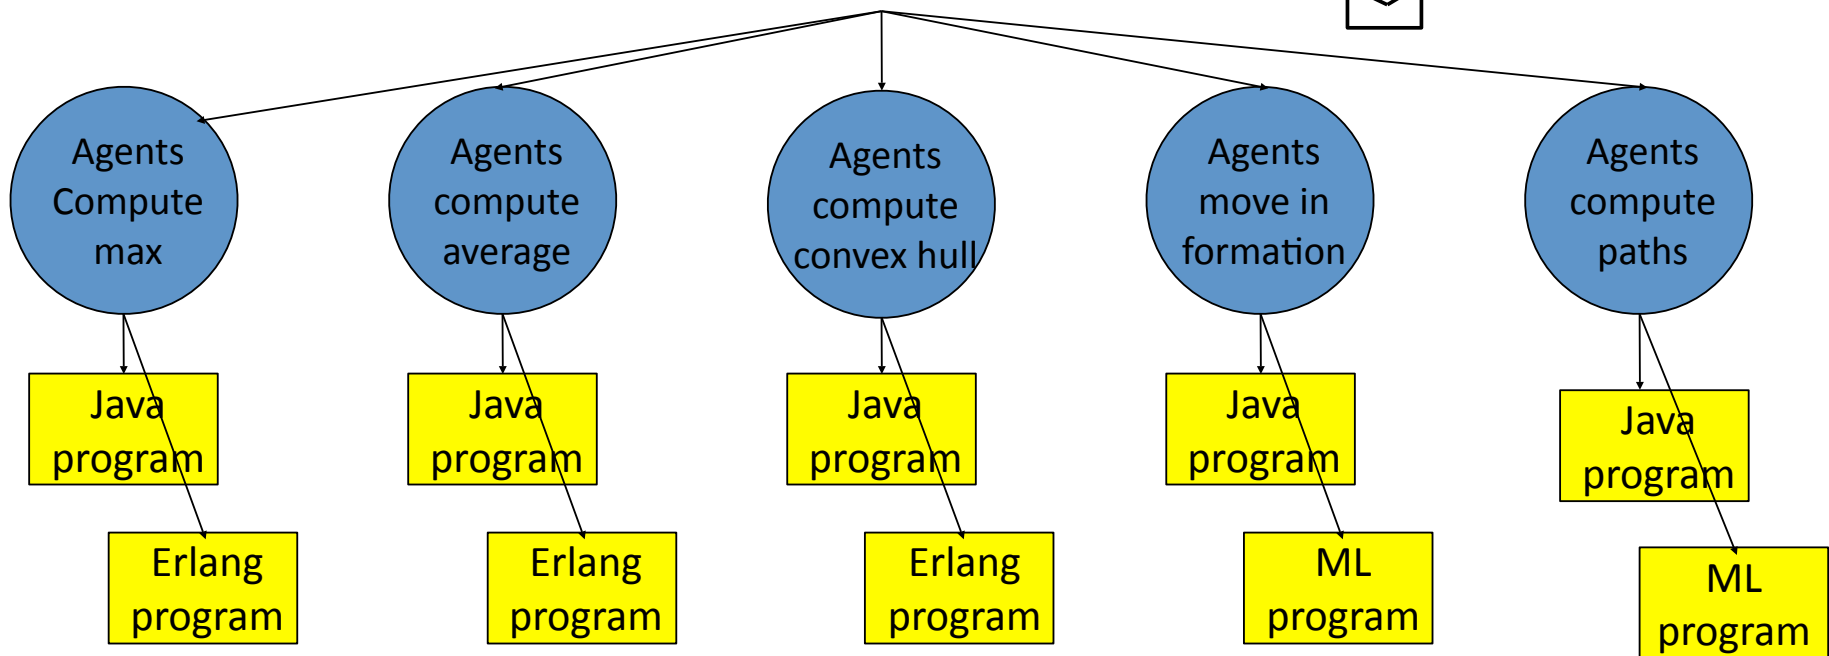 Agents
Compute
max
Agents
compute
average
Agents
compute
convex hull
Agents
move in
formation
Agents
compute
paths
Java
program
Java
program
Java
program
Java
program
Java
program
Erlang
program
Erlang
program
Erlang
program
ML
program
ML
program